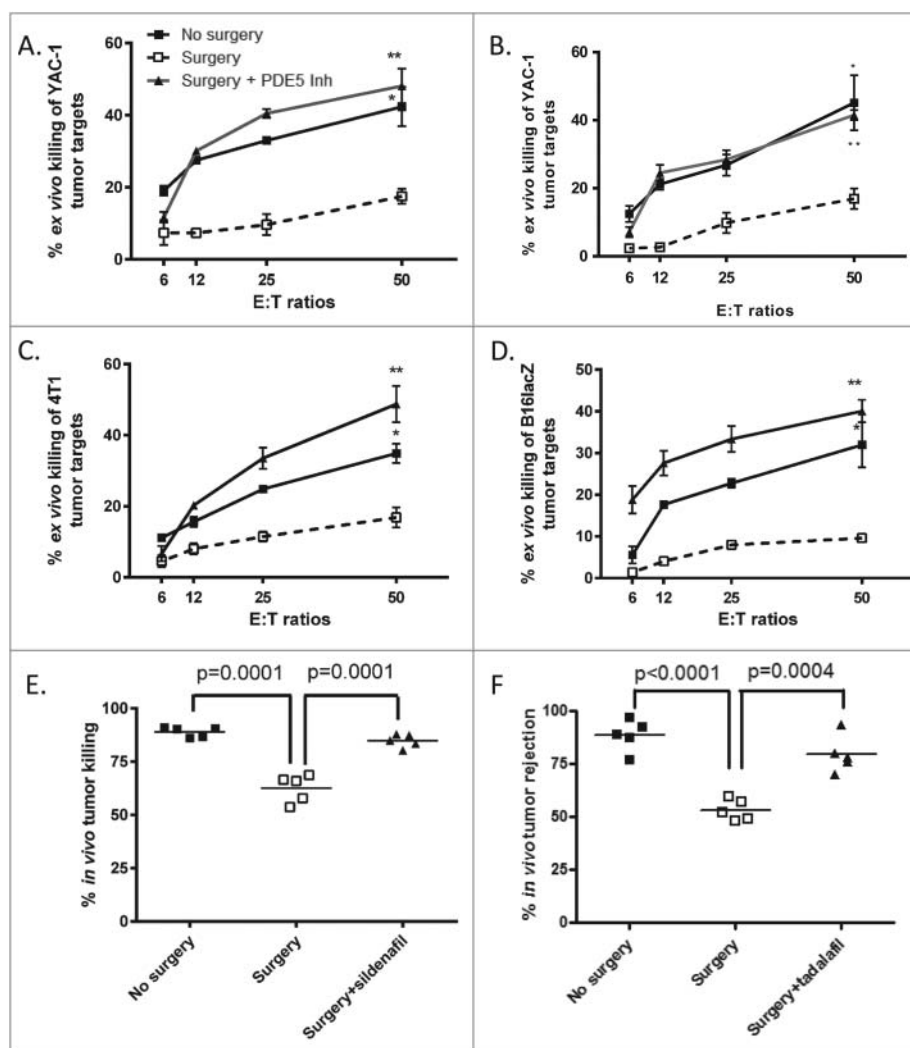 A.
No surgery
Surgery
Surgery + PDE5 Inh
**
*
% ex vivo killing of YAC-1
tumor targets
60
40
20
0
6 12 25 50
E:T ratios
B.
*
**
% ex vivo killing of YAC-1
tumor targets
60
40
20
0
6 12 25 50
E:T ratios
C.
**
*
% ex vivo killing of 4T1
tumor targets
60
40
20
0
6 12 25 50
E:T ratios
D.
**
*
% ex vivo killing of B16lacZ
tumor targets
50
40
30
20
10
0
6 12 25 50
E:T ratios
E.
p=0.0001 p=0.0001
% in vivo tumor killing
100
75
50
25
0
No surgery
Surgery
Surgery+sildenafil
F
p<0.0001 p=0.0004
% in vivo tumor rejection
100
75
50
25
0
No surgery
Surgery
Surgery+tadalafil